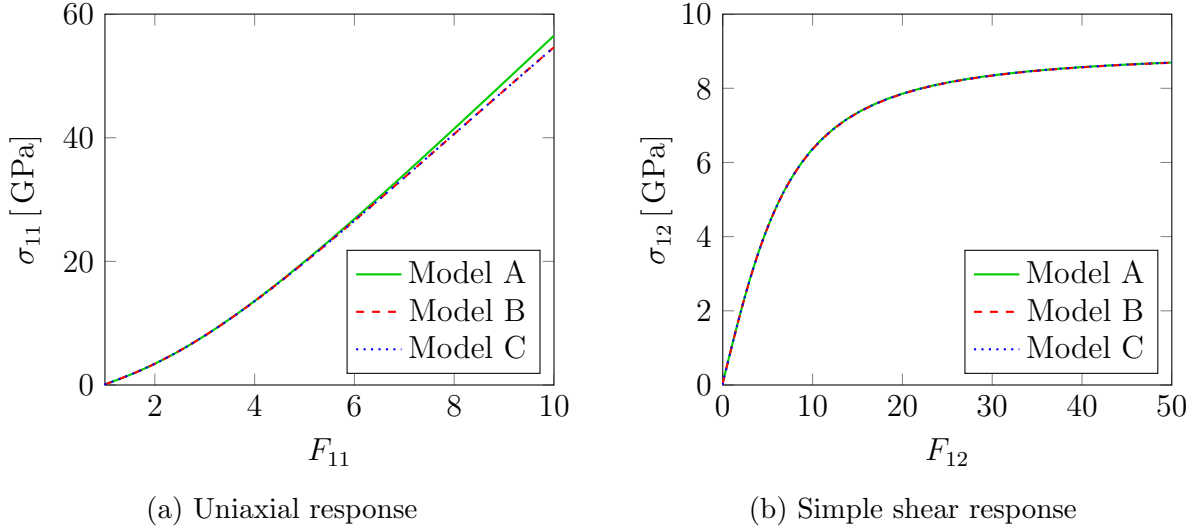 60
40
20
0
2
4
6
8
10
σ11 [ GPa]
F11
Model A
Model B
Model C
(a) Uniaxial response
10
8
6
4
2
0
0
10
20
30
40
50
σ12 [ GPa]
F12
Model A
Model B
Model C
(b) Simple shear response